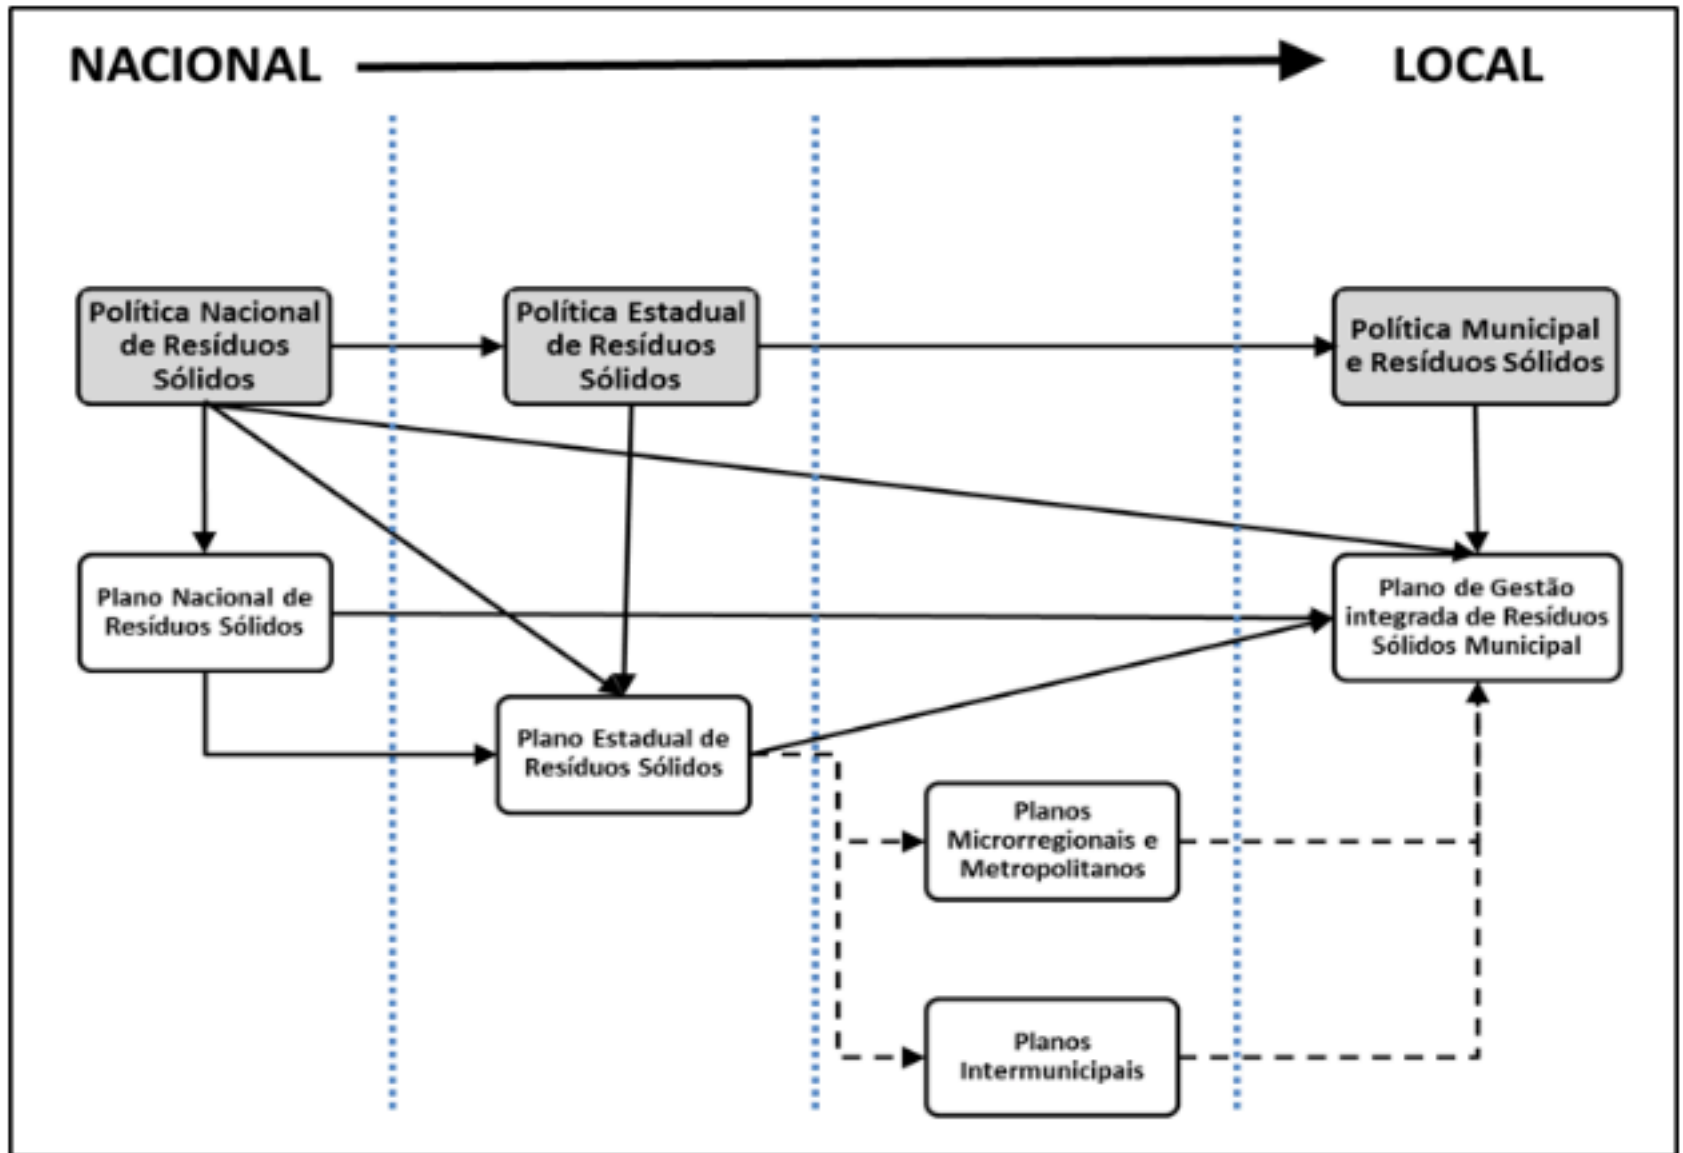 NACIONAL
LOCAL
Política Nacional
de Resíduos
Sólidos
Política Estadual
de Resíduos
Sólidos
Política Municipal
e Resíduos Sólidos
Plano Nacional de
Resíduos Sólidos
Plano de Gestão
integrada de Resíduos
Sólidos Municipal
Plano Estadual de
Resíduos Sólidos
Planos
Microrregionais e
Metropolitanos
Planos
Intermunicipais